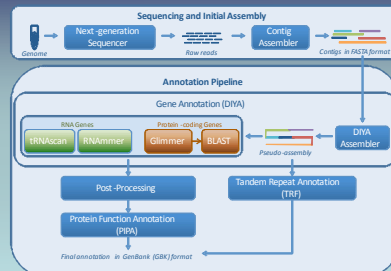 Sequencing and Initial Assembly
Next-generation
Sequencer
Contig
Assembler
Genome
Raw reads
Contigs in FASTA format
Annotation Pipeline
Gene Annotation (DIYA)
RNA Genes
Protein -coding Genes
tRNAscan
RNAmmer
Glimmer
BLAST
Pseudo-assembly
DIYA
Assembler
Post -Processing
Tandem Repeat Annotation
(TRF)
Protein Function Annotation
(PIPA)
Final annotation in GenBank (GBK) format